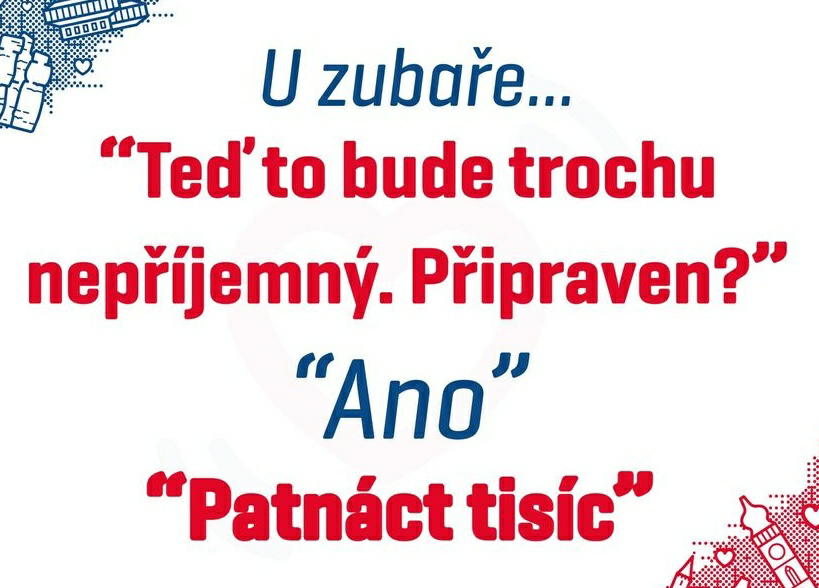 U zubaře...
“Teď to bude trochu
nepříjemný. Připraven?”
“Ano”
“Patnáct tisíc”